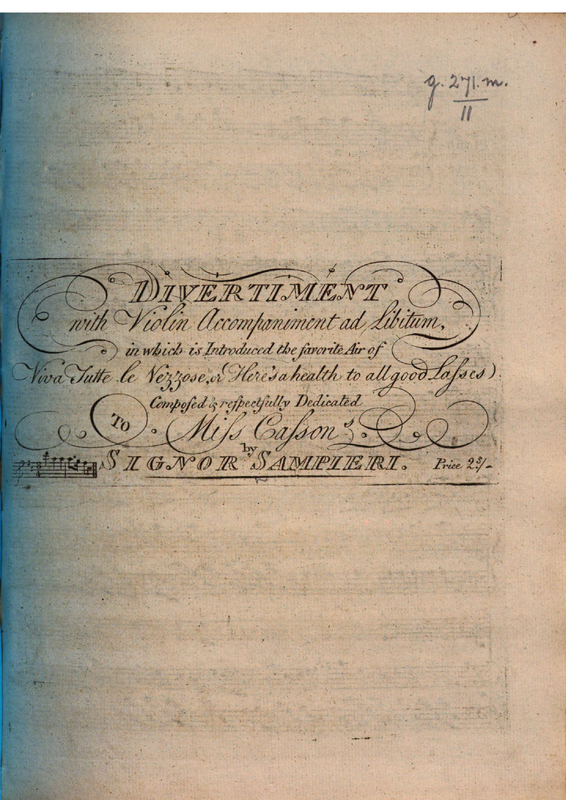 g. 271. m.
11
DIVERTIMENT
with Violin Accompaniment ad Libitum,
in which is Introduced the favorite Air of
Viva Tutte le Vezzose, or Here's a health to all good Lasses)
Composed & respectfully Dedicated
TO Miss Casson
by
SIGNOR SAMPIERI. Price 2s/-